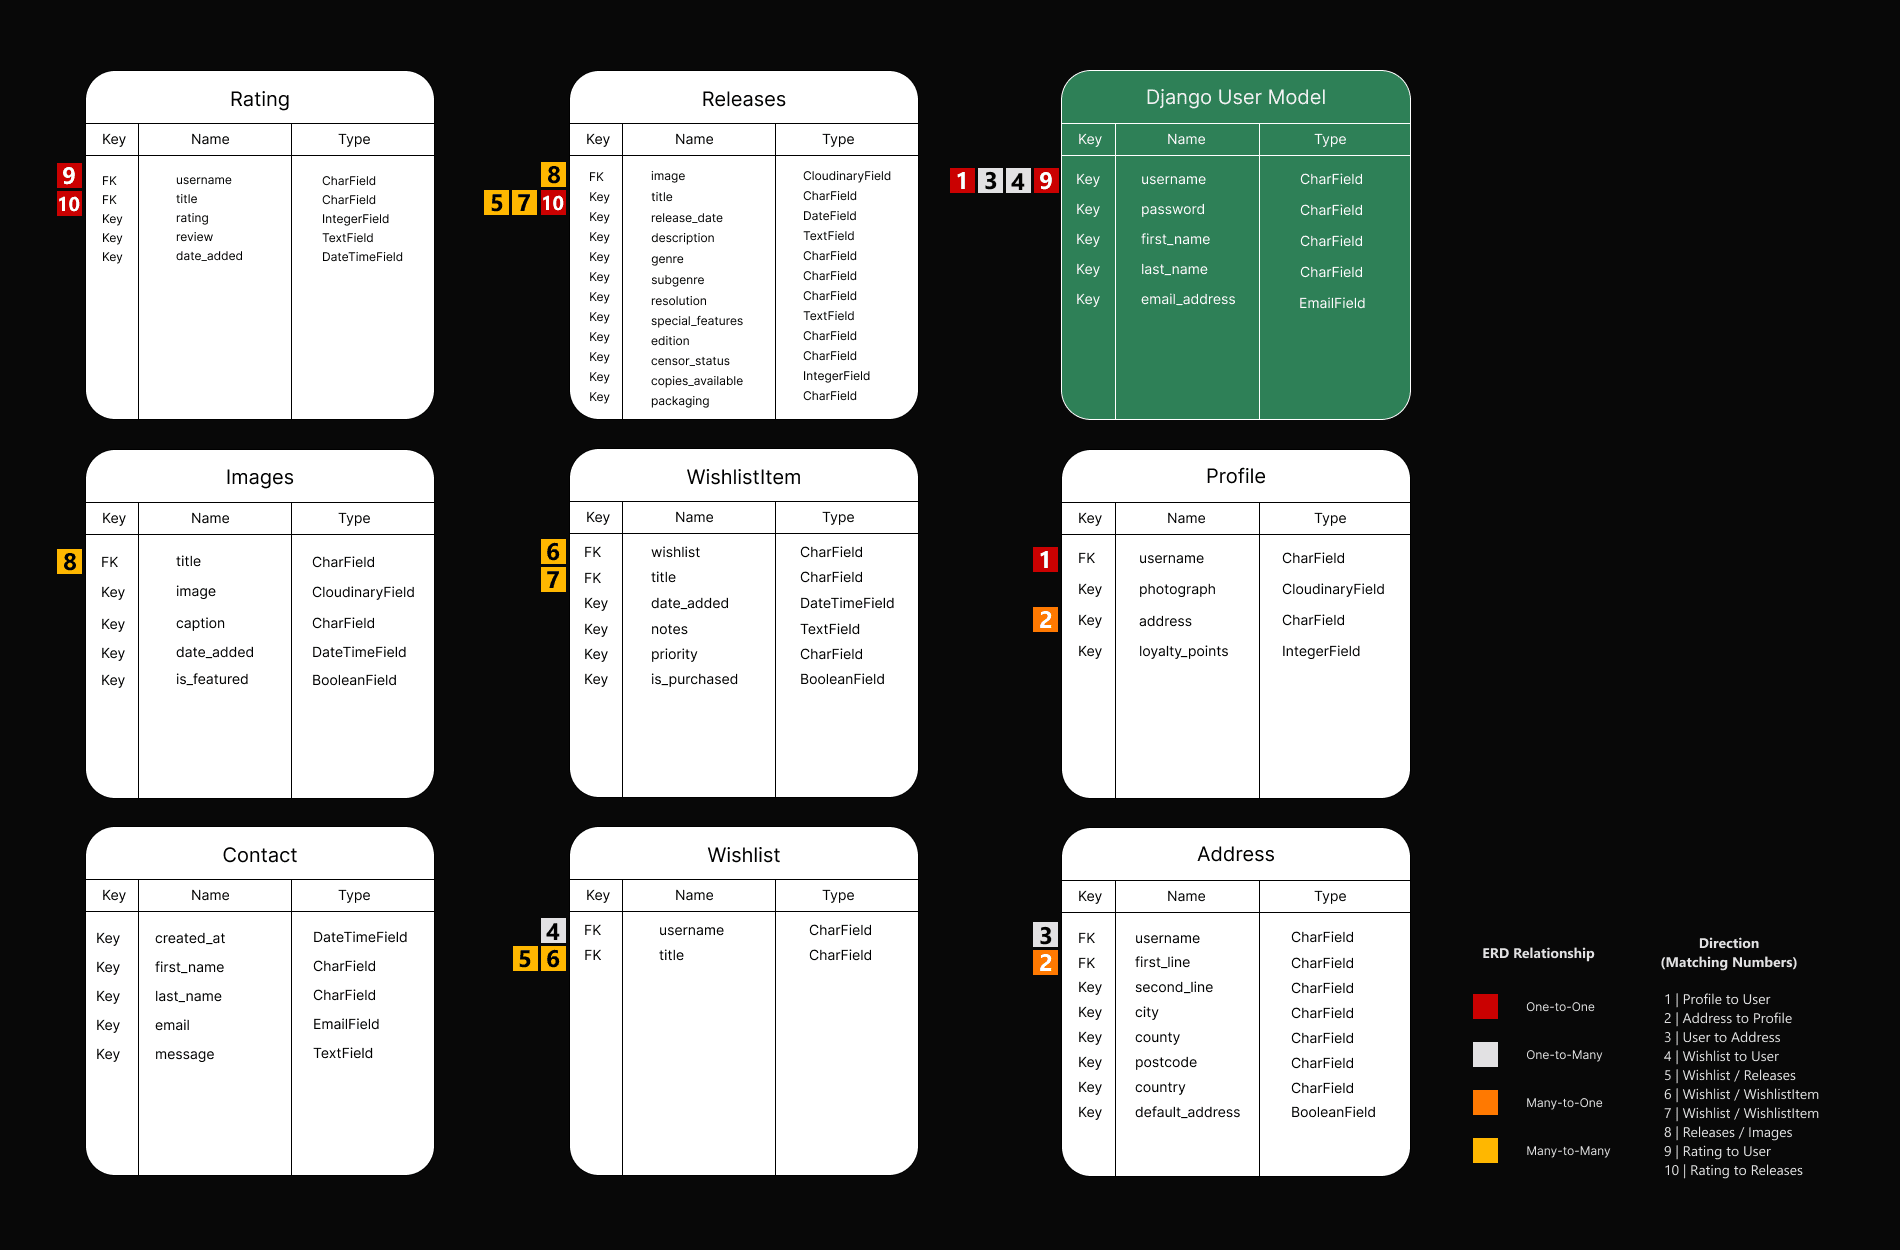 Rating
Key Name Type
9 FK username CharField
10 FK title CharField
Key rating IntegerField
Key review TextField
Key date_added DateTimeField
Releases
Key Name Type
8 FK image CloudinaryField
5 7 10 Key title CharField
Key release_date DateField
Key description TextField
Key genre CharField
Key subgenre CharField
Key resolution CharField
Key special_features TextField
Key edition CharField
Key censor_status CharField
Key copies_available IntegerField
Key packaging CharField
Django User Model
Key Name Type
1 3 4 9 Key username CharField
Key password CharField
Key first_name CharField
Key last_name CharField
Key email_address EmailField
Images
Key Name Type
8 FK title CharField
Key image CloudinaryField
Key caption CharField
Key date_added DateTimeField
Key is_featured BooleanField
WishlistItem
Key Name Type
6 FK wishlist CharField
7 FK title CharField
Key date_added DateTimeField
Key notes TextField
Key priority CharField
Key is_purchased BooleanField
Profile
Key Name Type
1 FK username CharField
Key photograph CloudinaryField
2 Key address CharField
Key loyalty_points IntegerField
Contact
Key Name Type
Key created_at DateTimeField
Key first_name CharField
Key last_name CharField
Key email EmailField
Key message TextField
Wishlist
Key Name Type
4 FK username CharField
5 6 FK title CharField
Address
Key Name Type
3 FK username CharField
2 FK first_line CharField
Key second_line CharField
Key city CharField
Key county CharField
Key postcode CharField
Key country CharField
Key default_address BooleanField
ERD Relationship
One-to-One
One-to-Many
Many-to-One
Many-to-Many
Direction
(Matching Numbers)
1 | Profile to User
2 | Address to Profile
3 | User to Address
4 | Wishlist to User
5 | Wishlist / Releases
6 | Wishlist / WishlistItem
7 | Wishlist / WishlistItem
8 | Releases / Images
9 | Rating to User
10 | Rating to Releases